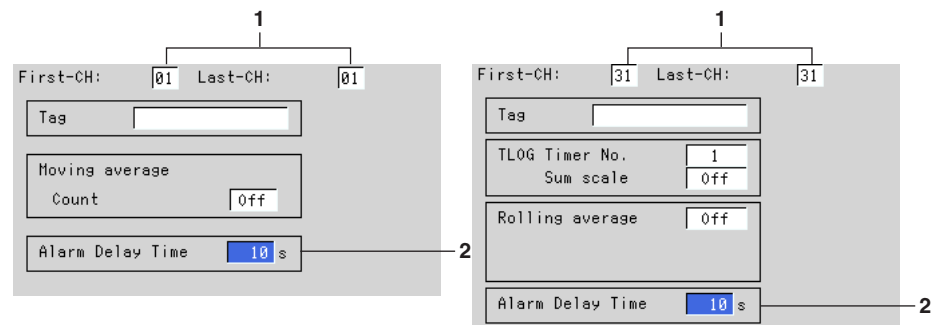 1
First-CH: 01 Last-CH: 01
Tag
Moving average
Count Off
Alarm Delay Time 10 s
2
1
First-CH: 31 Last-CH: 31
Tag
TLOG Timer No. 1
Sum scale Off
Rolling average Off
Alarm Delay Time 10 s
2